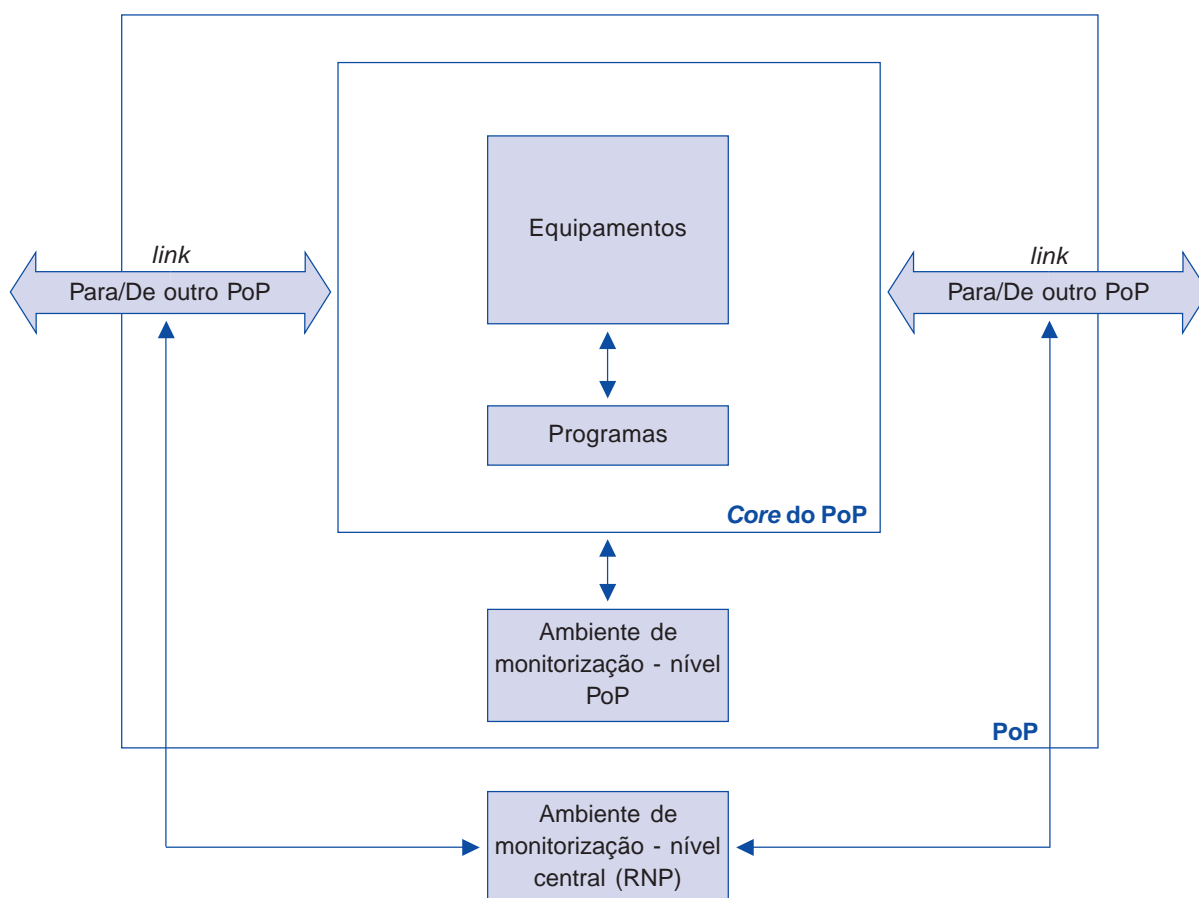 Equipamentos
link
Para/De outro PoP
link
Para/De outro PoP
Programas
Core do PoP
Ambiente de
monitorização - nível
PoP
PoP
Ambiente de
monitorização - nível
central (RNP)